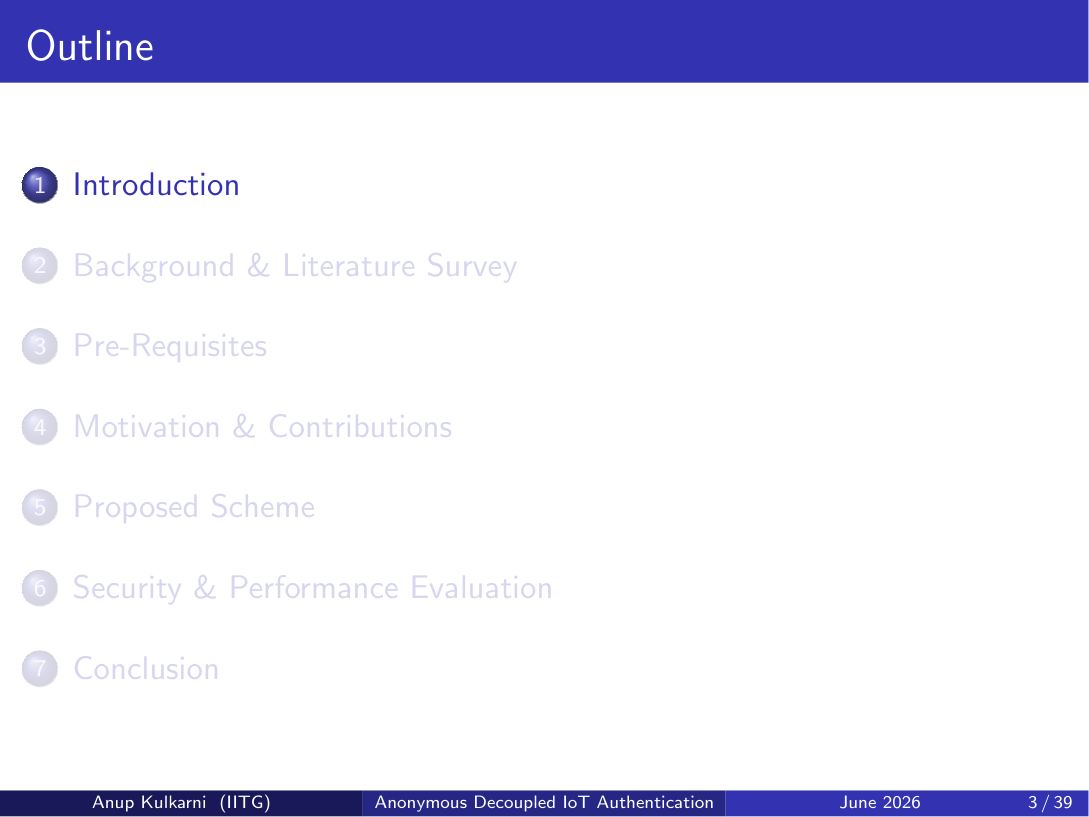 Outline
1 Introduction
2 Background & Literature Survey
3 Pre-Requisites
4 Motivation & Contributions
5 Proposed Scheme
6 Security & Performance Evaluation
7 Conclusion
Anup Kulkarni (IITG) Anonymous Decoupled IoT Authentication June 2026 3 / 39